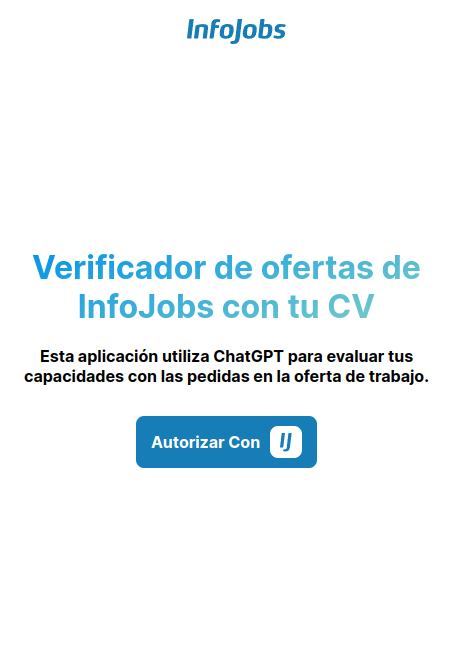 InfoJobs
Verificador de ofertas de
InfoJobs con tu CV
Esta aplicación utiliza ChatGPT para evaluar tus
capacidades con las pedidas en la oferta de trabajo.
Autorizar Con IJ